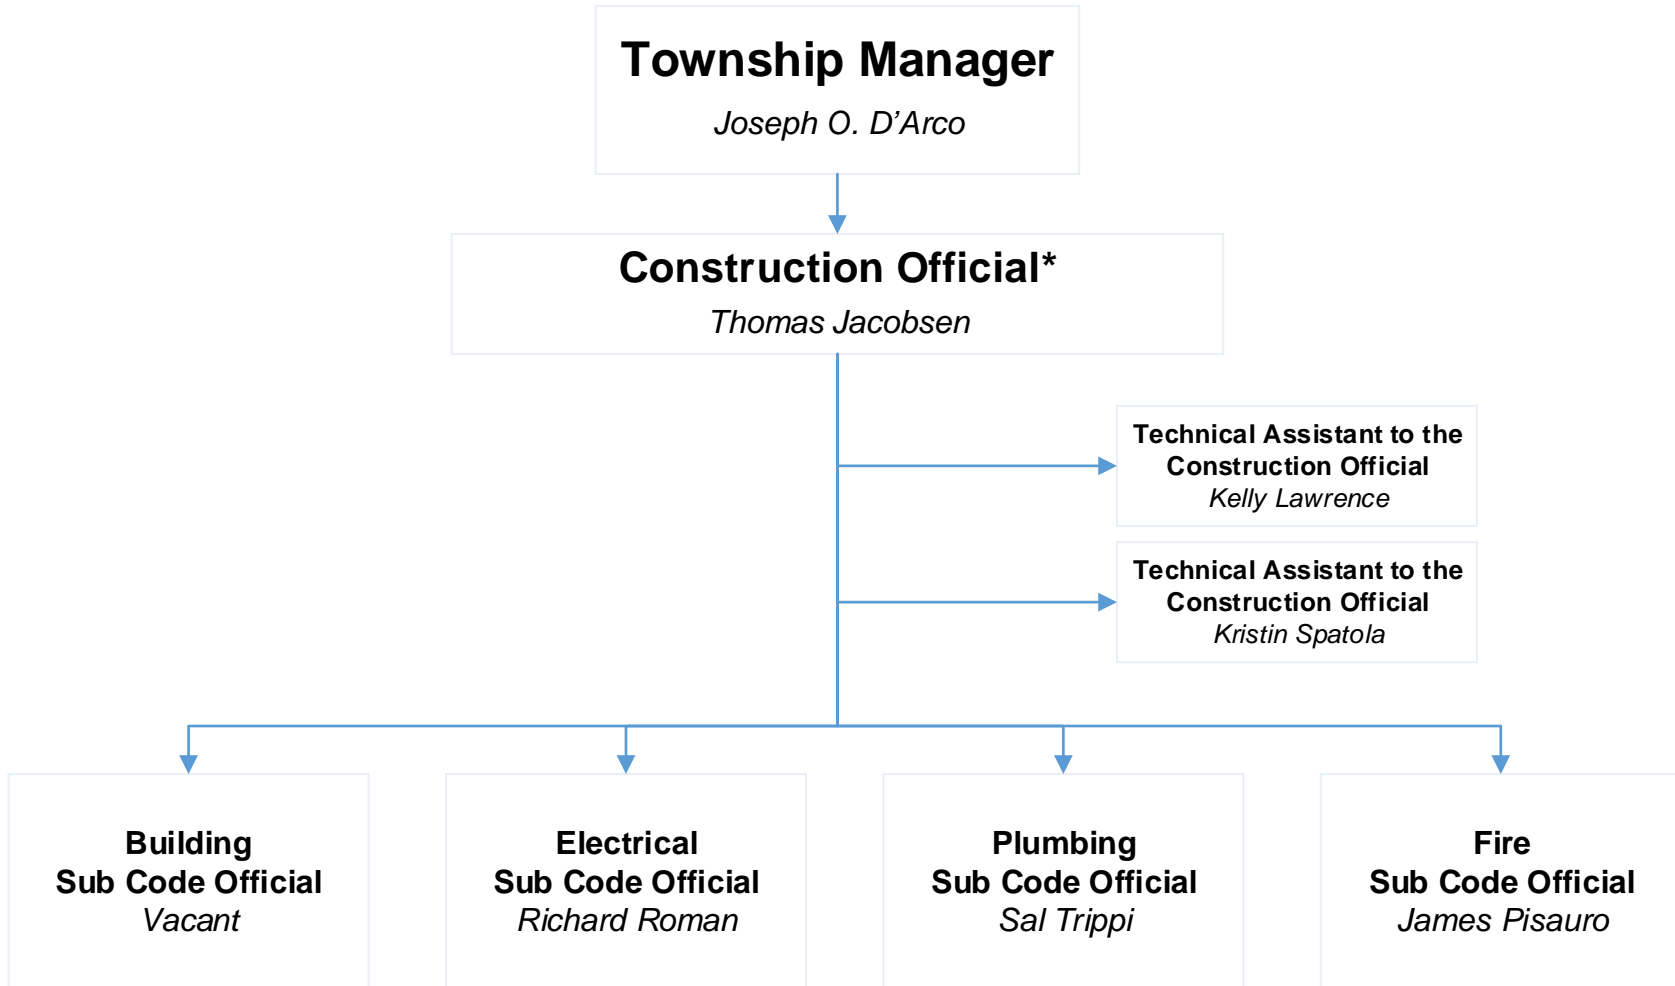 Township Manager
Joseph O. D’Arco
Construction Official*
Thomas Jacobsen
Technical Assistant to the
Construction Official
Kelly Lawrence
Technical Assistant to the
Construction Official
Kristin Spatola
Building
Sub Code Official
Vacant
Electrical
Sub Code Official
Richard Roman
Plumbing
Sub Code Official
Sal Trippi
Fire
Sub Code Official
James Pisauro